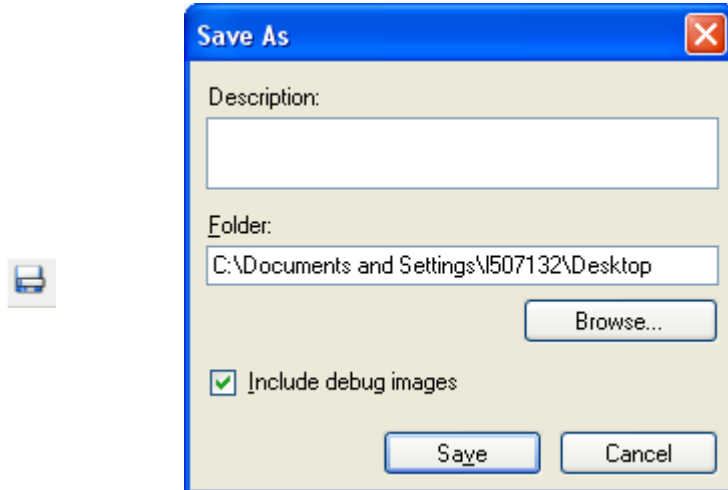 Save As
Description:
Folder:
C:\Documents and Settings\I507132\Desktop
Browse...
Include debug images
Save
Cancel